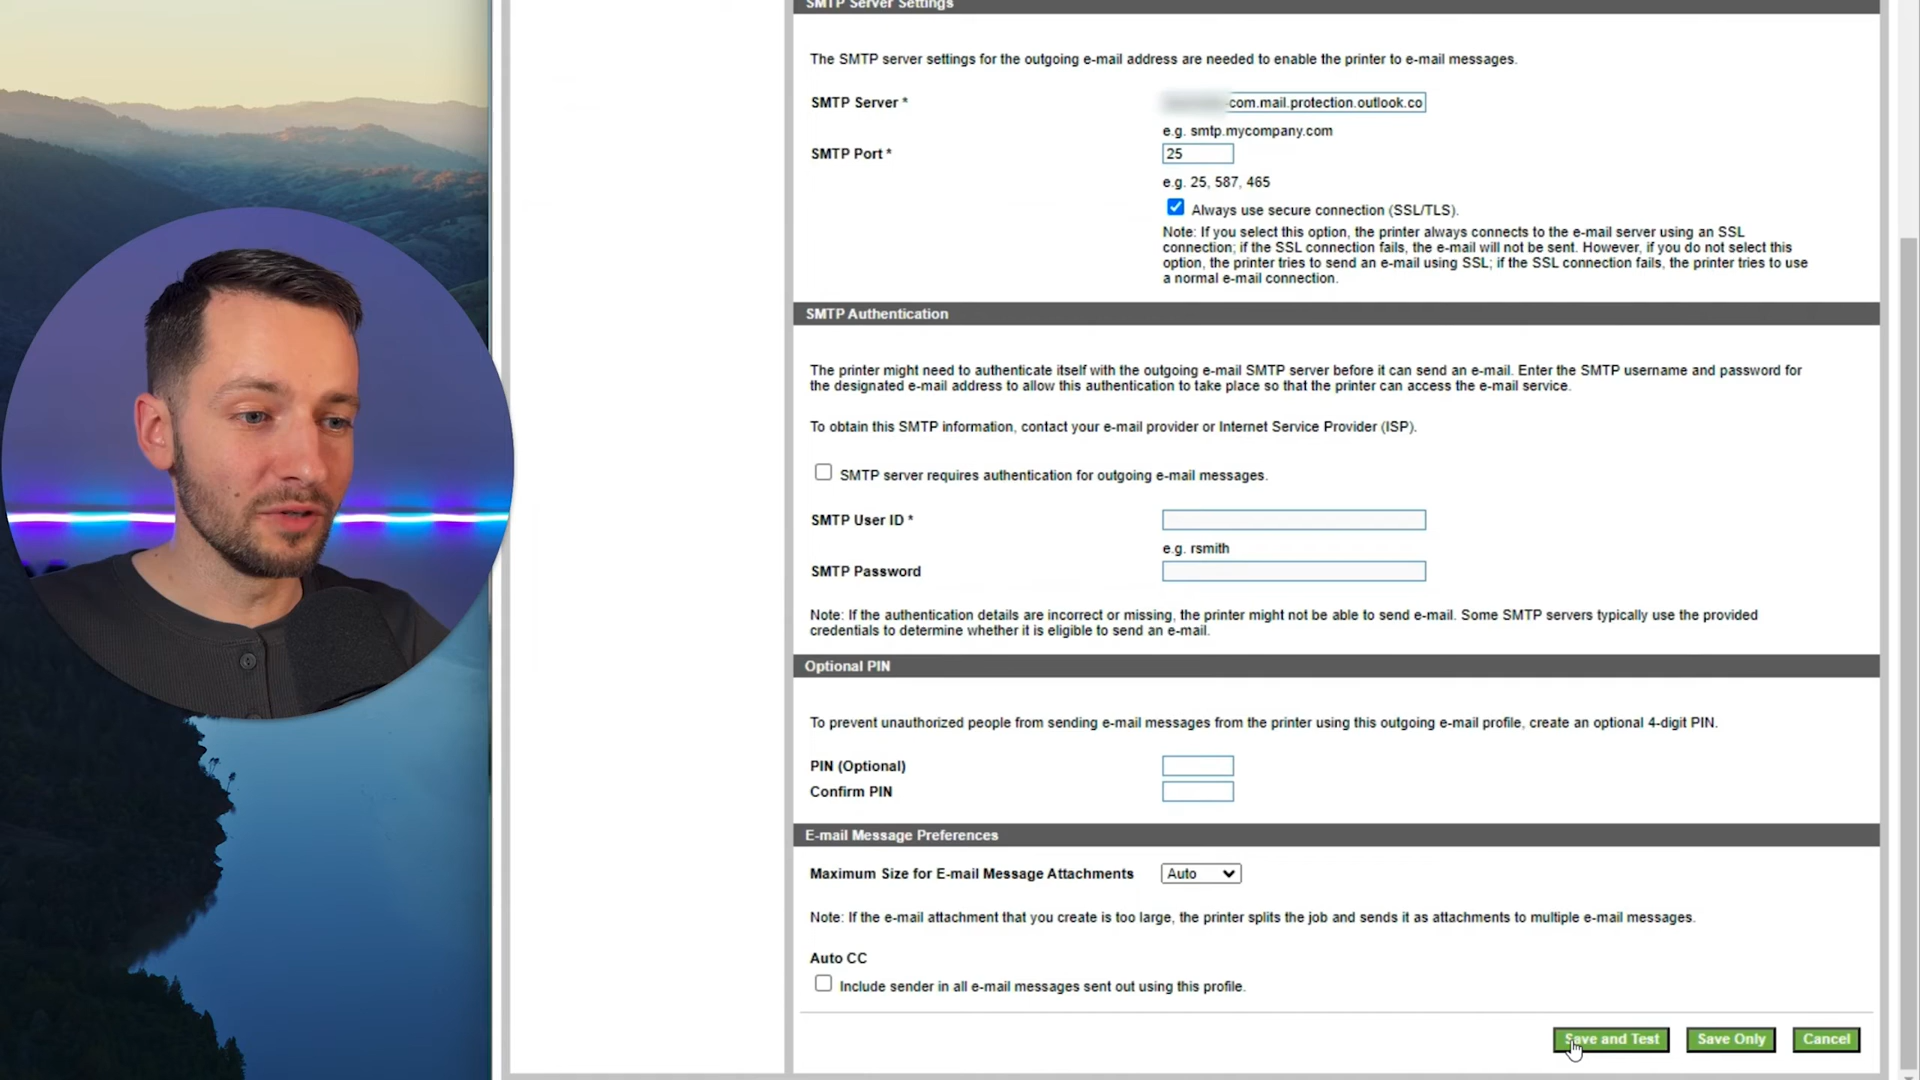 SMTP Server Settings
The SMTP server settings for the outgoing e-mail address are needed to enable the printer to e-mail messages.
SMTP Server *
-com.mail.protection.outlook.co
e.g. smtp.mycompany.com
SMTP Port *
25
e.g. 25, 587, 465
Always use secure connection (SSL/TLS).
Note: If you select this option, the printer always connects to the e-mail server using an SSL
connection; if the SSL connection fails, the e-mail will not be sent. However, if you do not select this
option, the printer tries to send an e-mail using SSL; if the SSL connection fails, the printer tries to use
a normal e-mail connection.
SMTP Authentication
The printer might need to authenticate itself with the outgoing e-mail SMTP server before it can send an e-mail. Enter the SMTP username and password for
the designated e-mail address to allow this authentication to take place so that the printer can access the e-mail service.
To obtain this SMTP information, contact your e-mail provider or Internet Service Provider (ISP).
SMTP server requires authentication for outgoing e-mail messages.
SMTP User ID *
e.g. rsmith
SMTP Password
Note: If the authentication details are incorrect or missing, the printer might not be able to send e-mail. Some SMTP servers typically use the provided
credentials to determine whether it is eligible to send an e-mail.
Optional PIN
To prevent unauthorized people from sending e-mail messages from the printer using this outgoing e-mail profile, create an optional 4-digit PIN.
PIN (Optional)
Confirm PIN
E-mail Message Preferences
Maximum Size for E-mail Message Attachments
Auto
Note: If the e-mail attachment that you create is too large, the printer splits the job and sends it as attachments to multiple e-mail messages.
Auto CC
Include sender in all e-mail messages sent out using this profile.
Save and Test
Save Only
Cancel